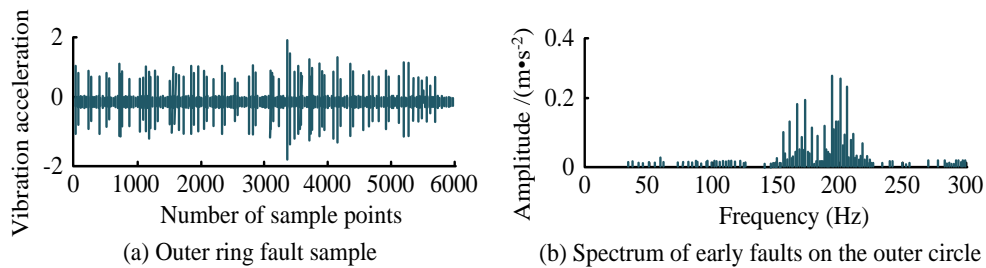 Vibration acceleration
2
0
-2
0 1000 2000 3000 4000 5000 6000
Number of sample points
(a) Outer ring fault sample
Amplitude /(m•s-2)
0.4
0.2
0
0 50 100 150 200 250 300
Frequency (Hz)
(b) Spectrum of early faults on the outer circle